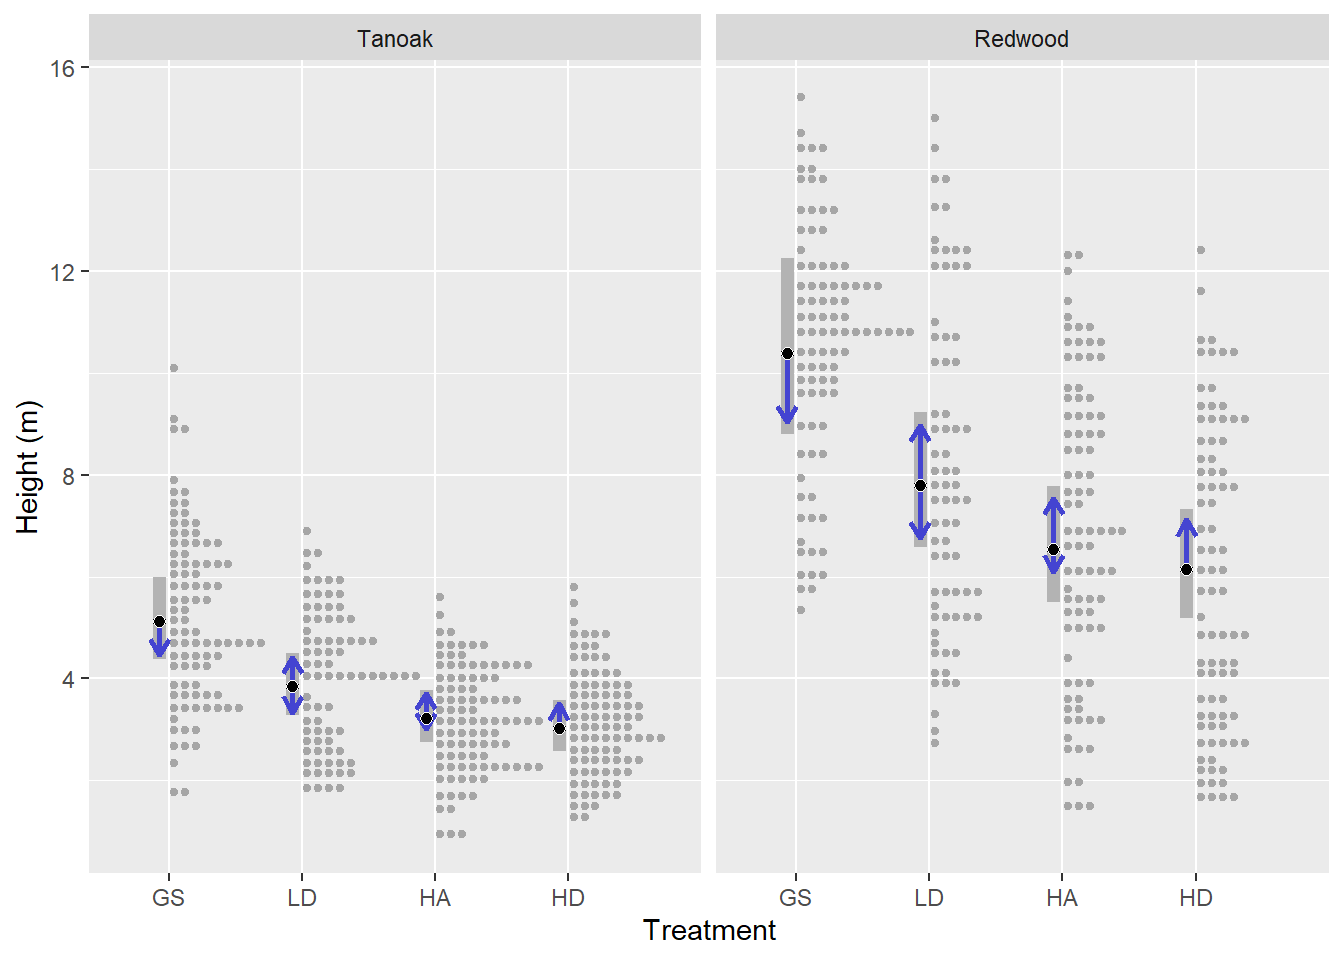 Tanoak
Redwood
16
12
8
4
Height (m)
GS LD HA HD
GS LD HA HD
Treatment